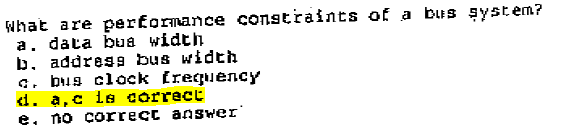 What are performance constraints of a bus system?
a. data bus width
b. address bus width
c. bus clock frequency
d. a,c is correct
e. no correct answer